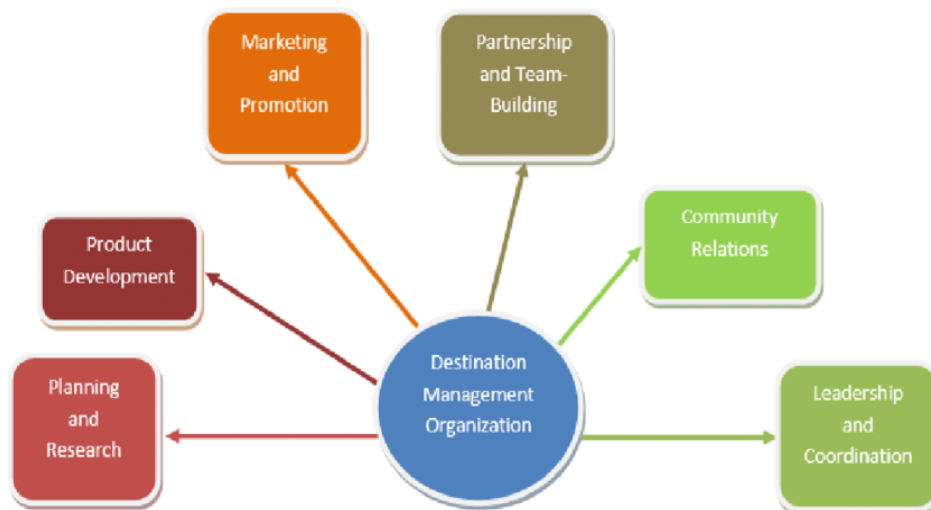 Marketing
and
Promotion
Partnership
and Team-
Building
Product
Development
Community
Relations
Planning
and
Research
Destination
Management
Organization
Leadership
and
Coordination